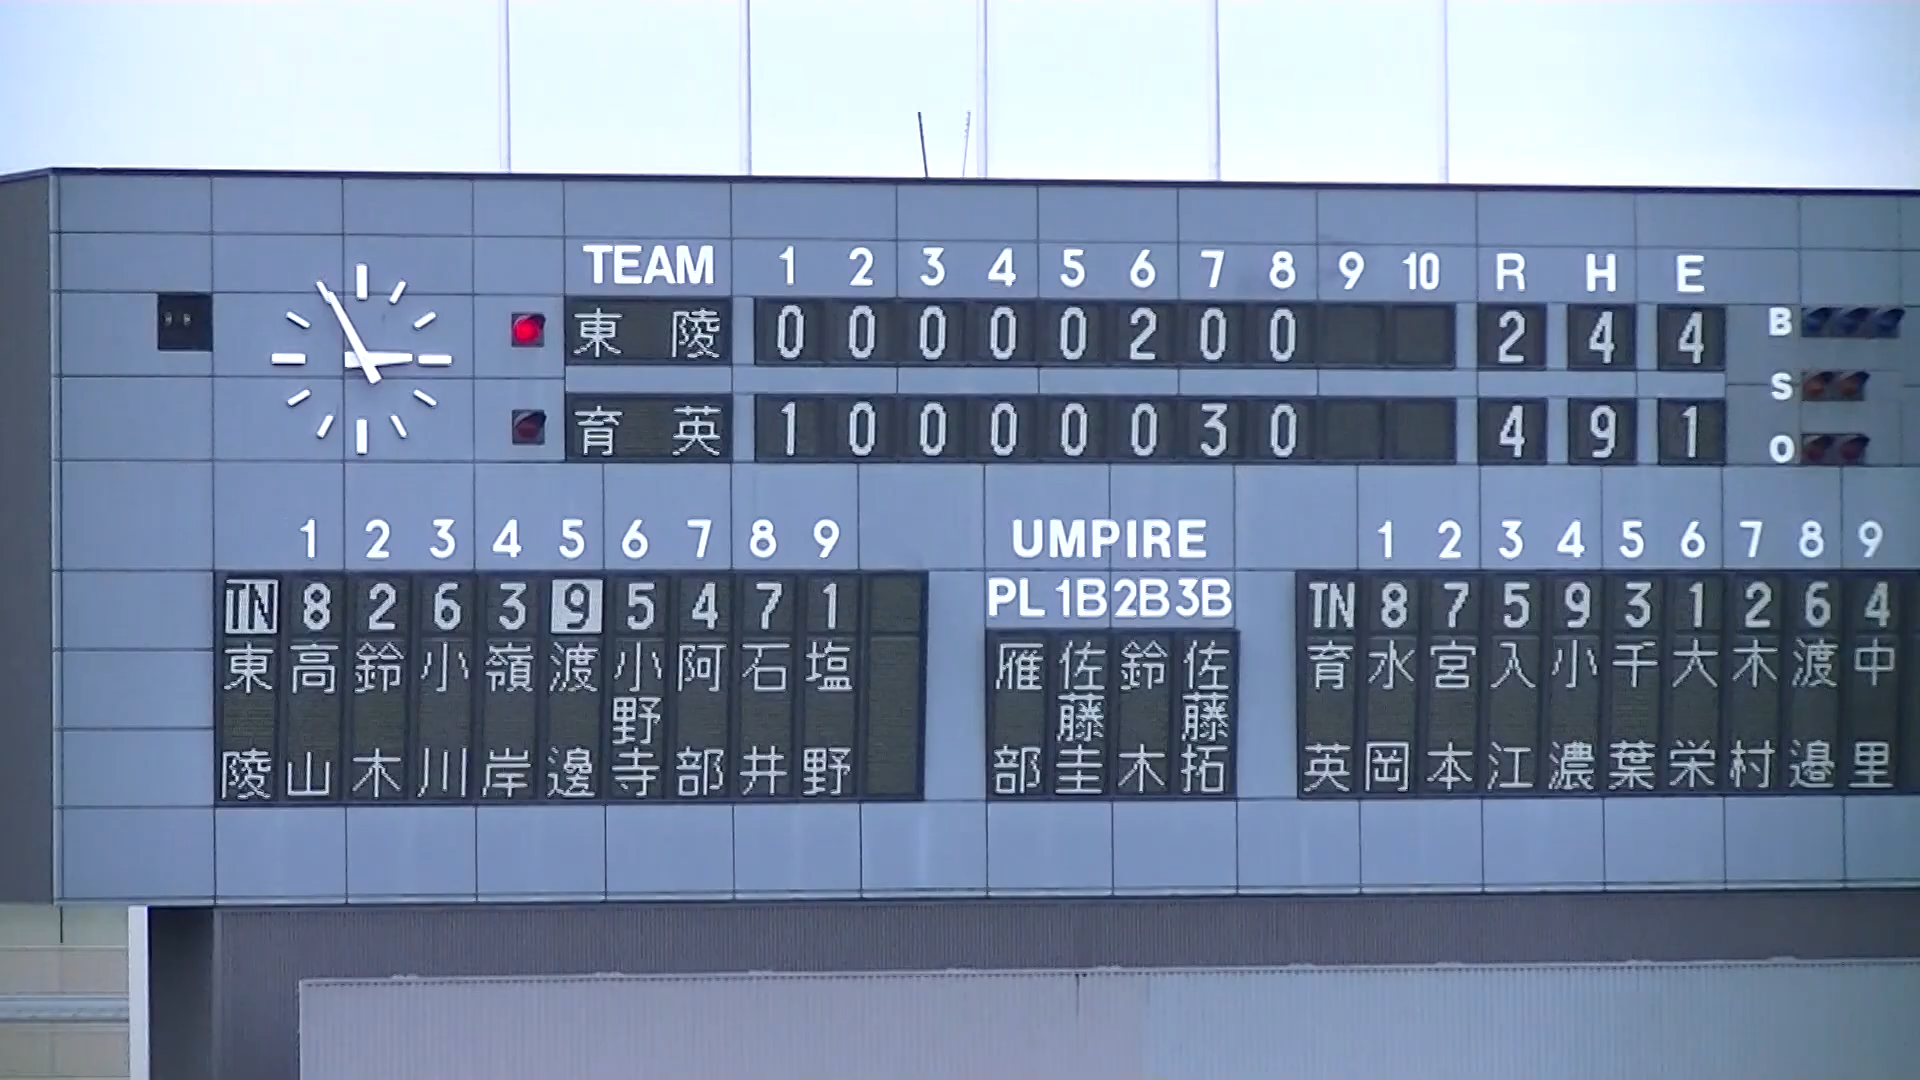 TEAM 1 2 3 4 5 6 7 8 9 10 R H E
東陵 0 0 0 0 0 2 0 0 2 4 4 B
育英 1 0 0 0 0 0 3 0 4 9 1 S
O
1 2 3 4 5 6 7 8 9
TN 8 2 6 3 9 5 4 7 1
東陵 高山 鈴木 小川 嶺岸 渡邊 小野寺 阿部 石井 塩野
UMPIRE
PL 1B 2B 3B
雁部 佐藤圭 鈴木 佐藤拓
1 2 3 4 5 6 7 8 9
TN 8 7 5 9 3 1 2 6 4
育英 水岡 宮本 入江 小濃 千葉 大栄 木村 渡邉 中里